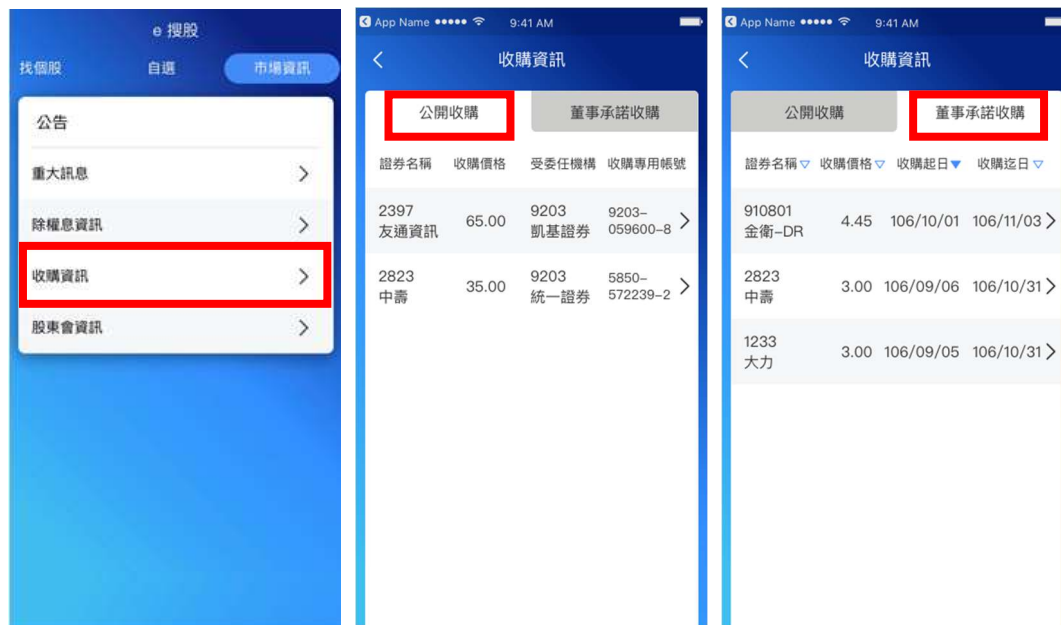 e 搜股
找個股 自選 市場資訊
公告
重大訊息
除權息資訊
收購資訊
股東會資訊
App Name 9:41 AM
收購資訊
公開收購 董事承諾收購
證券名稱 收購價格 受委任機構 收購專用帳號
2397 9203 9203-
友通資訊 65.00 凱基證券 059600-8
2823 9203 5850-
中壽 35.00 統一證券 572239-2
App Name 9:41 AM
收購資訊
公開收購 董事承諾收購
證券名稱 收購價格 收購起日 收購迄日
910801
金衛-DR 4.45 106/10/01 106/11/03
2823
中壽 3.00 106/09/06 106/10/31
1233
大力 3.00 106/09/05 106/10/31